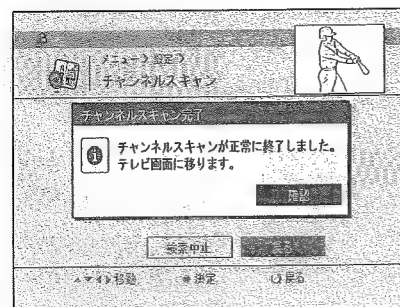 メニュー> 設定>
チャンネルスキャン
チャンネルスキャン完了
チャンネルスキャンが正常に終了しました。
テレビ画面に移ります。
確認
検索中止
▲▼◀▶移動 ●決定 戻る